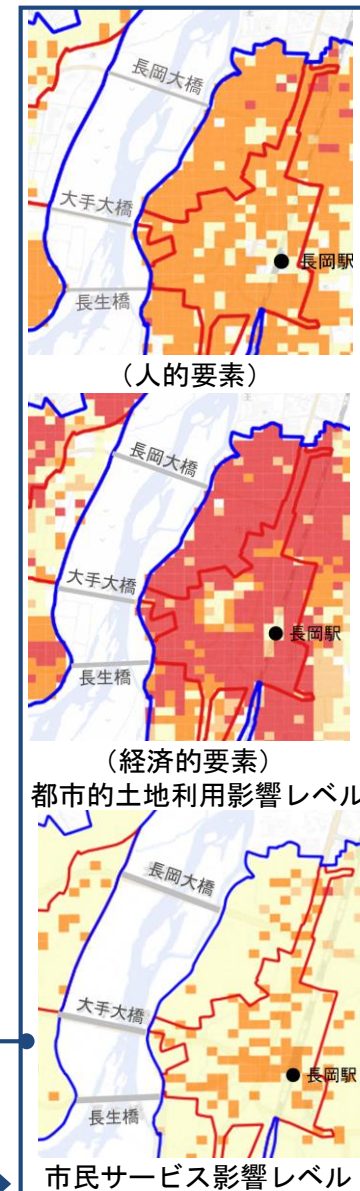 長岡大橋
大手大橋
長岡駅
長生橋
（人的要素）
長岡大橋
大手大橋
長岡駅
長生橋
（経済的要素）
都市的土地利用影響レベル
長岡大橋
大手大橋
長岡駅
長生橋
市民サービス影響レベル